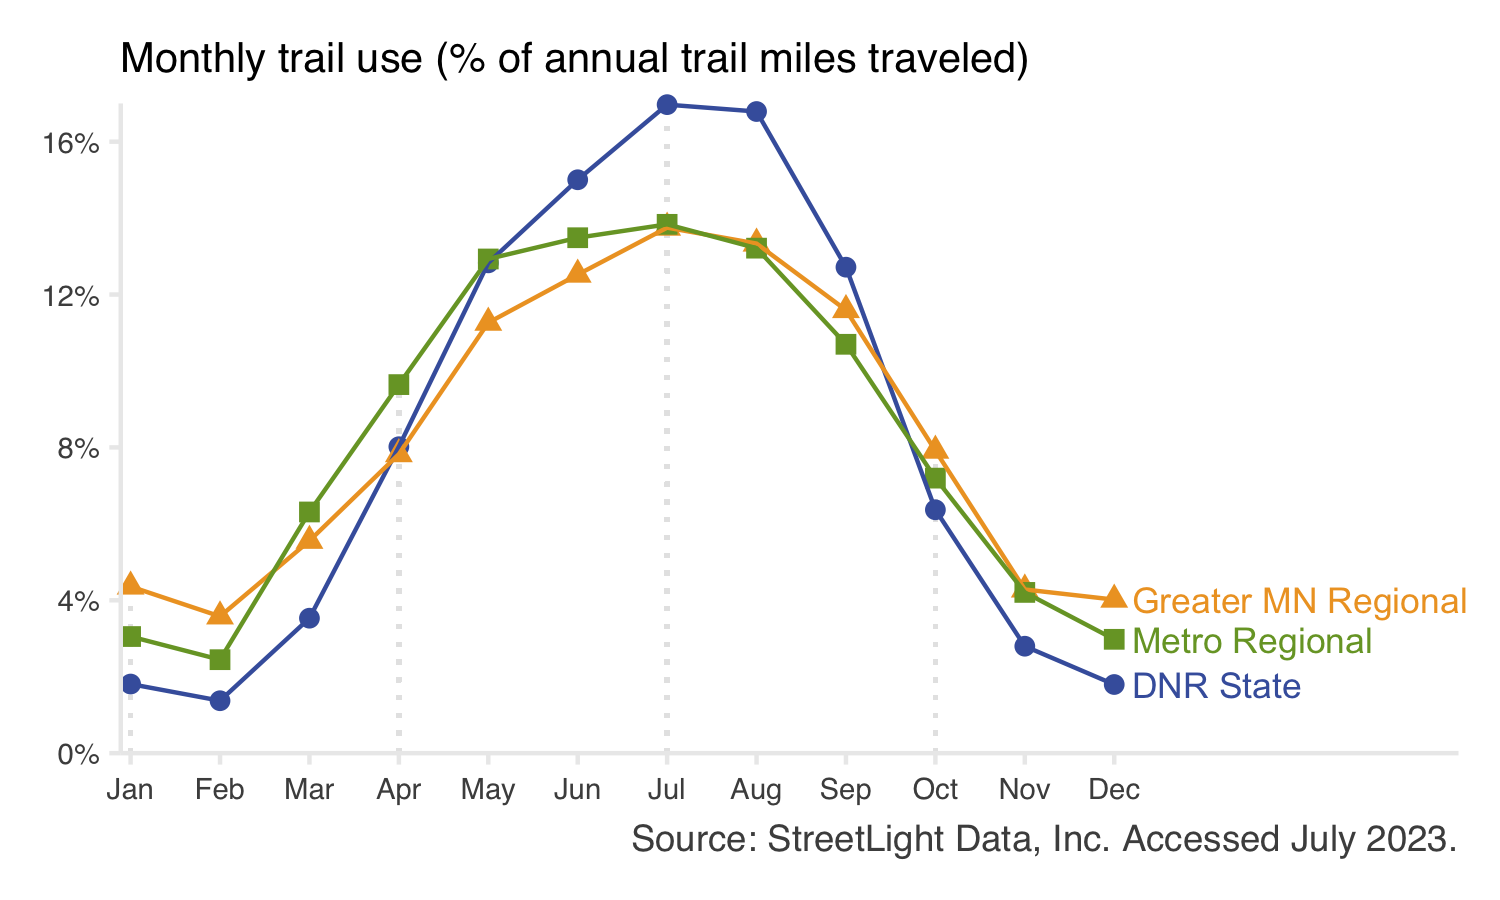 Monthly trail use (% of annual trail miles traveled)
16%
12%
8%
4%
0%
Greater MN Regional
Metro Regional
DNR State
Jan Feb Mar Apr May Jun Jul Aug Sep Oct Nov Dec
Source: StreetLight Data, Inc. Accessed July 2023.